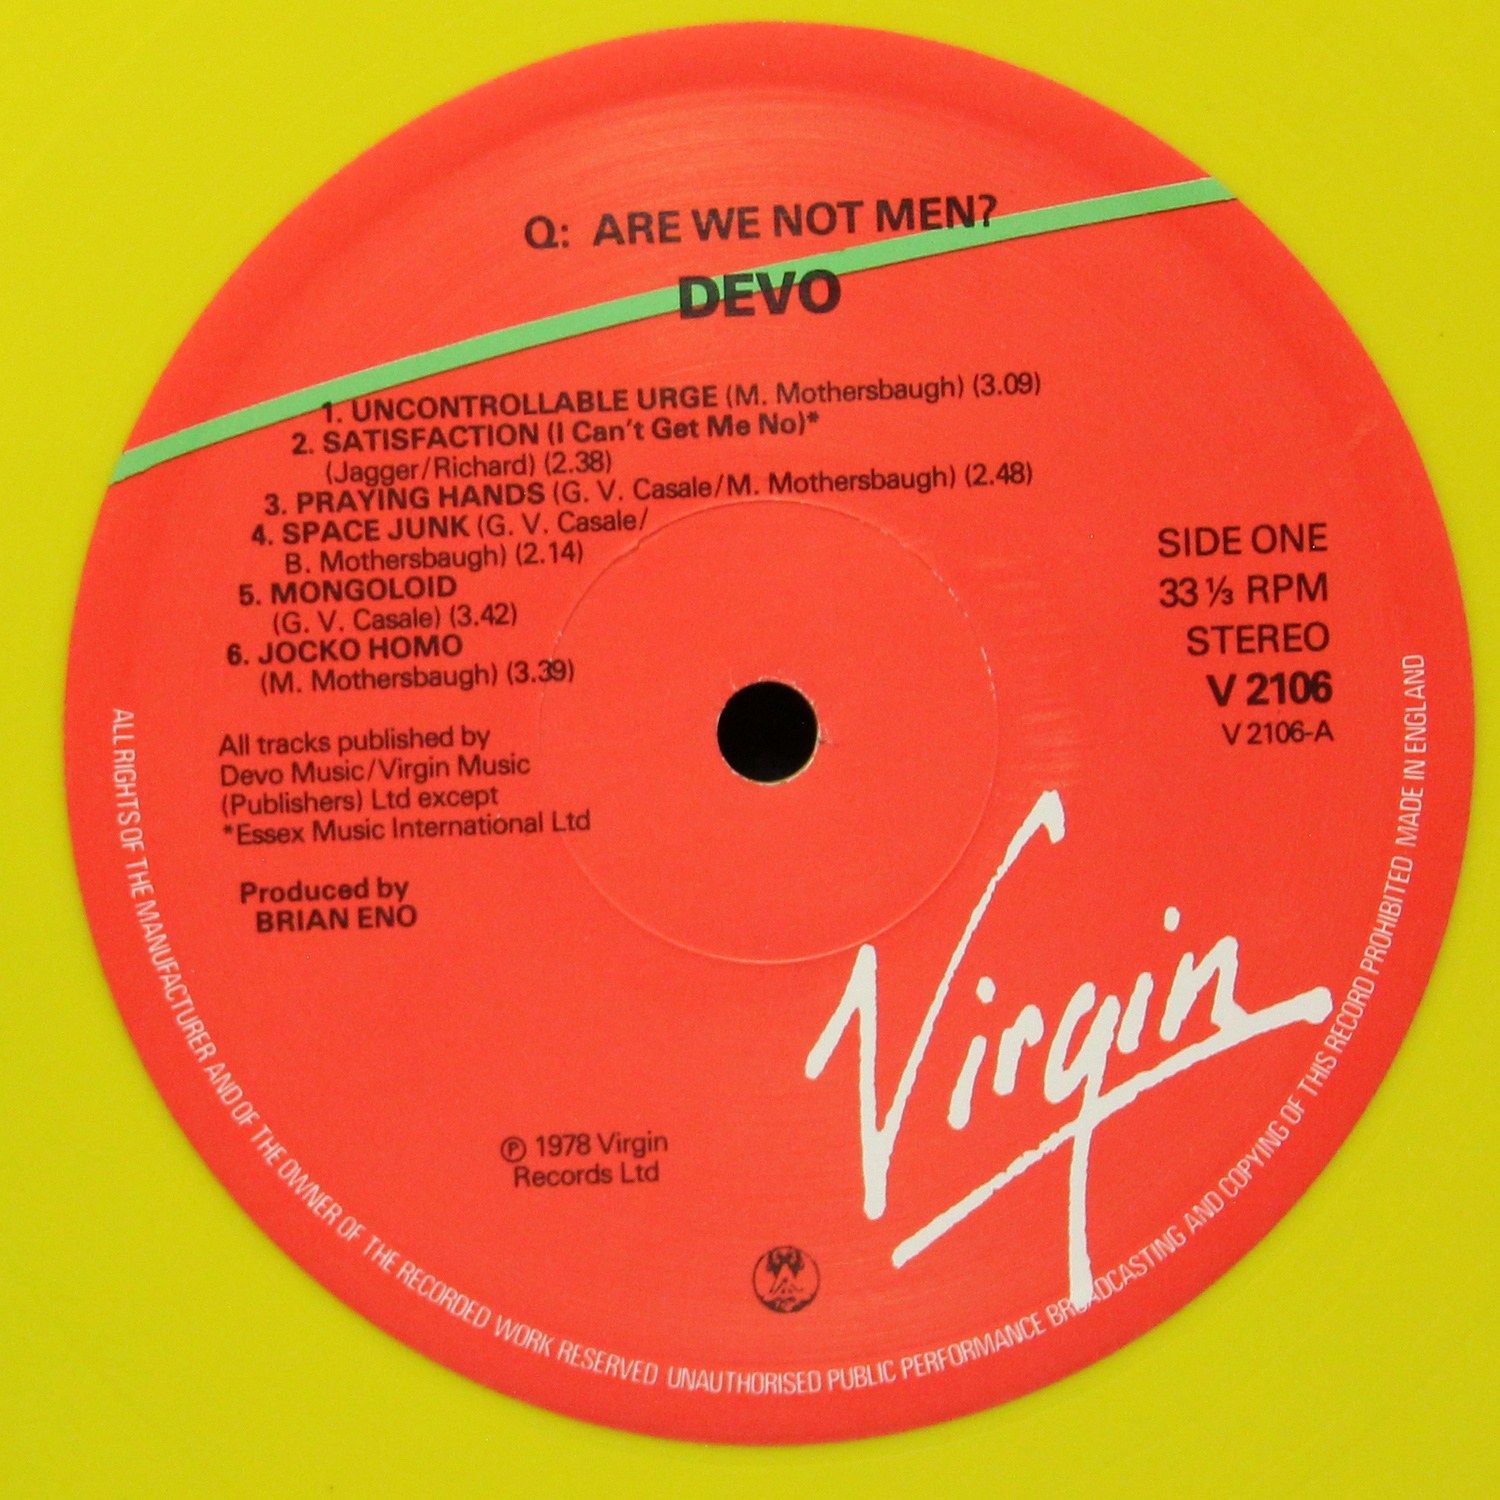 Q: ARE WE NOT MEN?
DEVO
1. UNCONTROLLABLE URGE (M. Mothersbaugh) (3.09)
2. SATISFACTION (I Can't Get Me No)*
(Jagger/Richard) (2.38)
3. PRAYING HANDS (G. V. Casale/M. Mothersbaugh) (2.48)
4. SPACE JUNK (G. V. Casale/
B. Mothersbaugh) (2.14)
5. MONGOLOID
(G. V. Casale) (3.42)
6. JOCKO HOMO
(M. Mothersbaugh) (3.39)
All tracks published by
Devo Music/Virgin Music
(Publishers) Ltd except
*Essex Music International Ltd
Produced by
BRIAN ENO
SIDE ONE
33 ⅓ RPM
STEREO
V 2106
V 2106-A
Virgin
℗ 1978 Virgin
Records Ltd
ALL RIGHTS OF THE MANUFACTURER AND OF THE OWNER OF THE RECORDED WORK RESERVED UNAUTHORISED PUBLIC PERFORMANCE BROADCASTING AND COPYING OF THIS RECORD PROHIBITED · MADE IN ENGLAND